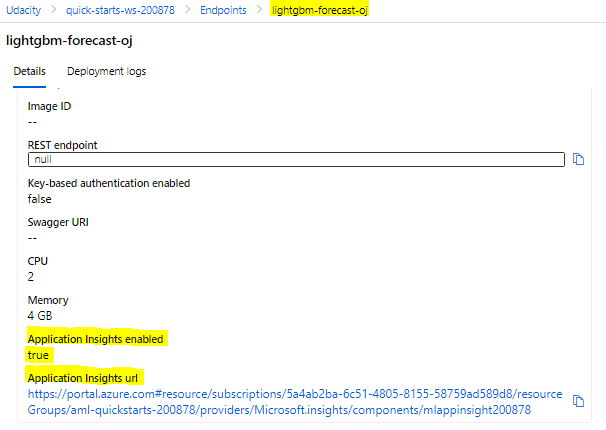 Udacity > quick-starts-ws-200878 > Endpoints > lightgbm-forecast-oj
lightgbm-forecast-oj
Details Deployment logs
Image ID
--
REST endpoint
null
Key-based authentication enabled
false
Swagger URI
--
CPU
2
Memory
4 GB
Application Insights enabled
true
Application Insights url
https://portal.azure.com#resource/subscriptions/5a4ab2ba-6c51-4805-8155-58759ad589d8/resource
Groups/aml-quickstarts-200878/providers/Microsoft.insights/components/mlappinsight200878